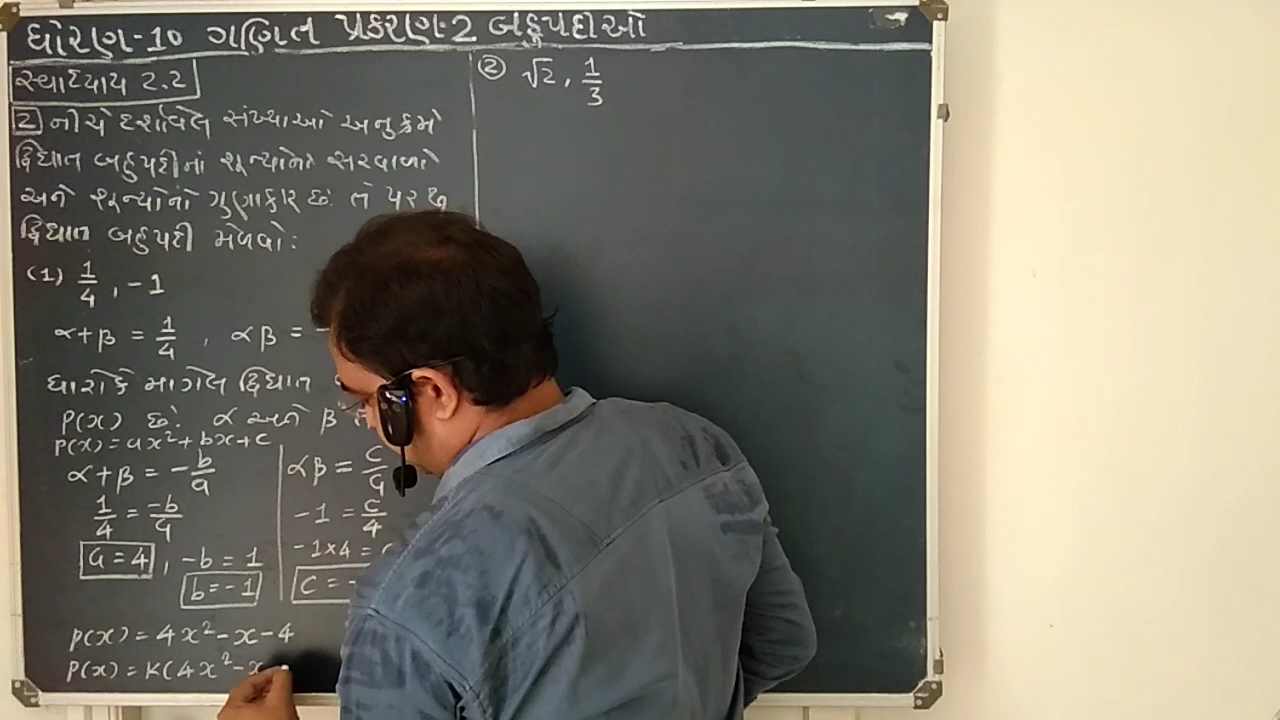 ધોરણ-10 ગણિત પ્રકરણ-2 બહુપદીઓ
સ્વાધ્યાય 2.2
2 નીચે દર્શાવેલ સંખ્યાઓ અનુક્રમે
દ્વિઘાત બહુપદીનાં શૂન્યોનો સરવાળો
અને શૂન્યોનો ગુણાકાર છે. તે પરથી
દ્વિઘાત બહુપદી મેળવો:
(1) 1/4, -1
α+β = 1/4 , αβ =
ધારોકે માગેલ દ્વિઘાત
P(x) છે. α અને β
P(x) = ax²+bx+c
α+β = -b/a
1/4 = -b/a
a = 4 , -b = 1
b = -1
αβ = c/a
-1 = c/4
-1×4 =
C = -
P(x) = 4x²-x-4
P(x) = K(4x²-x
② √2, 1/3